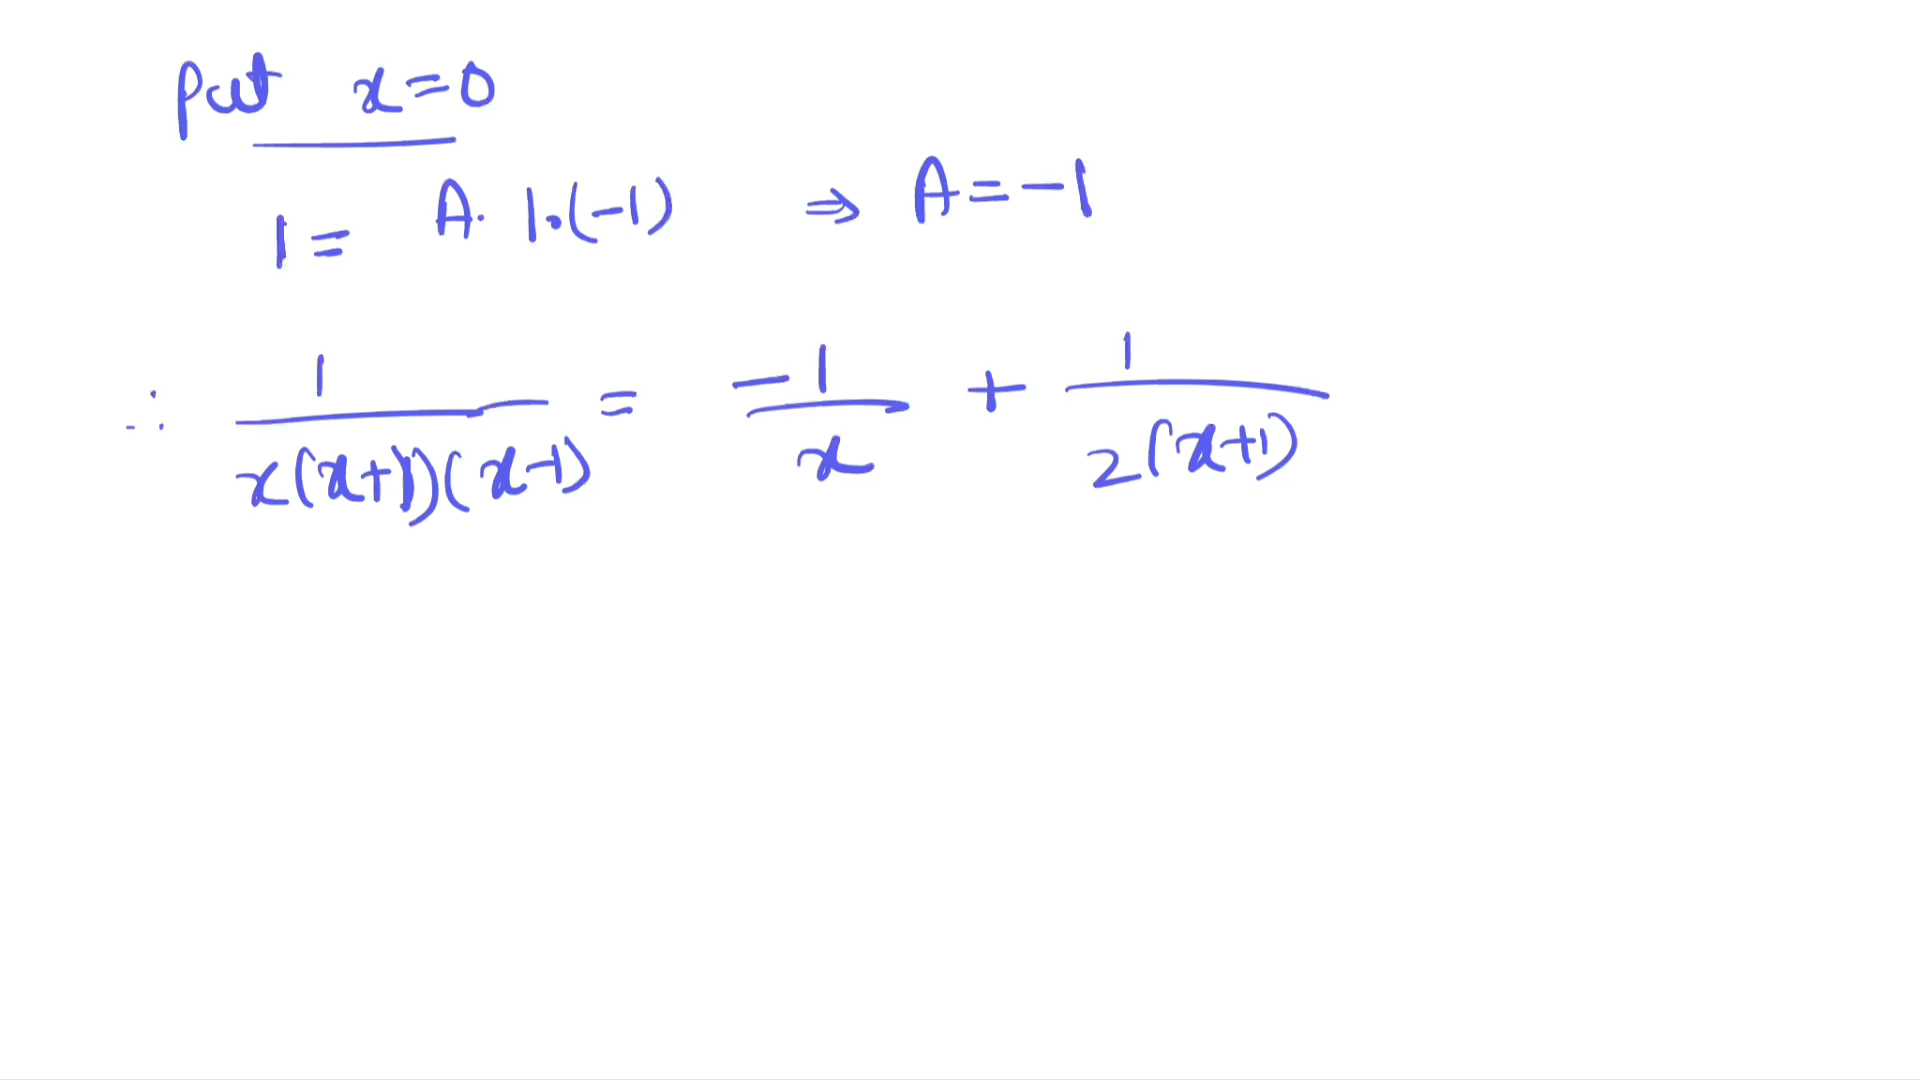 Put x=0
1 = A. 1.(-1) ⇒ A = -1
∴ 1/(x(x+1)(x-1)) = -1/x + 1/(2(x+1))